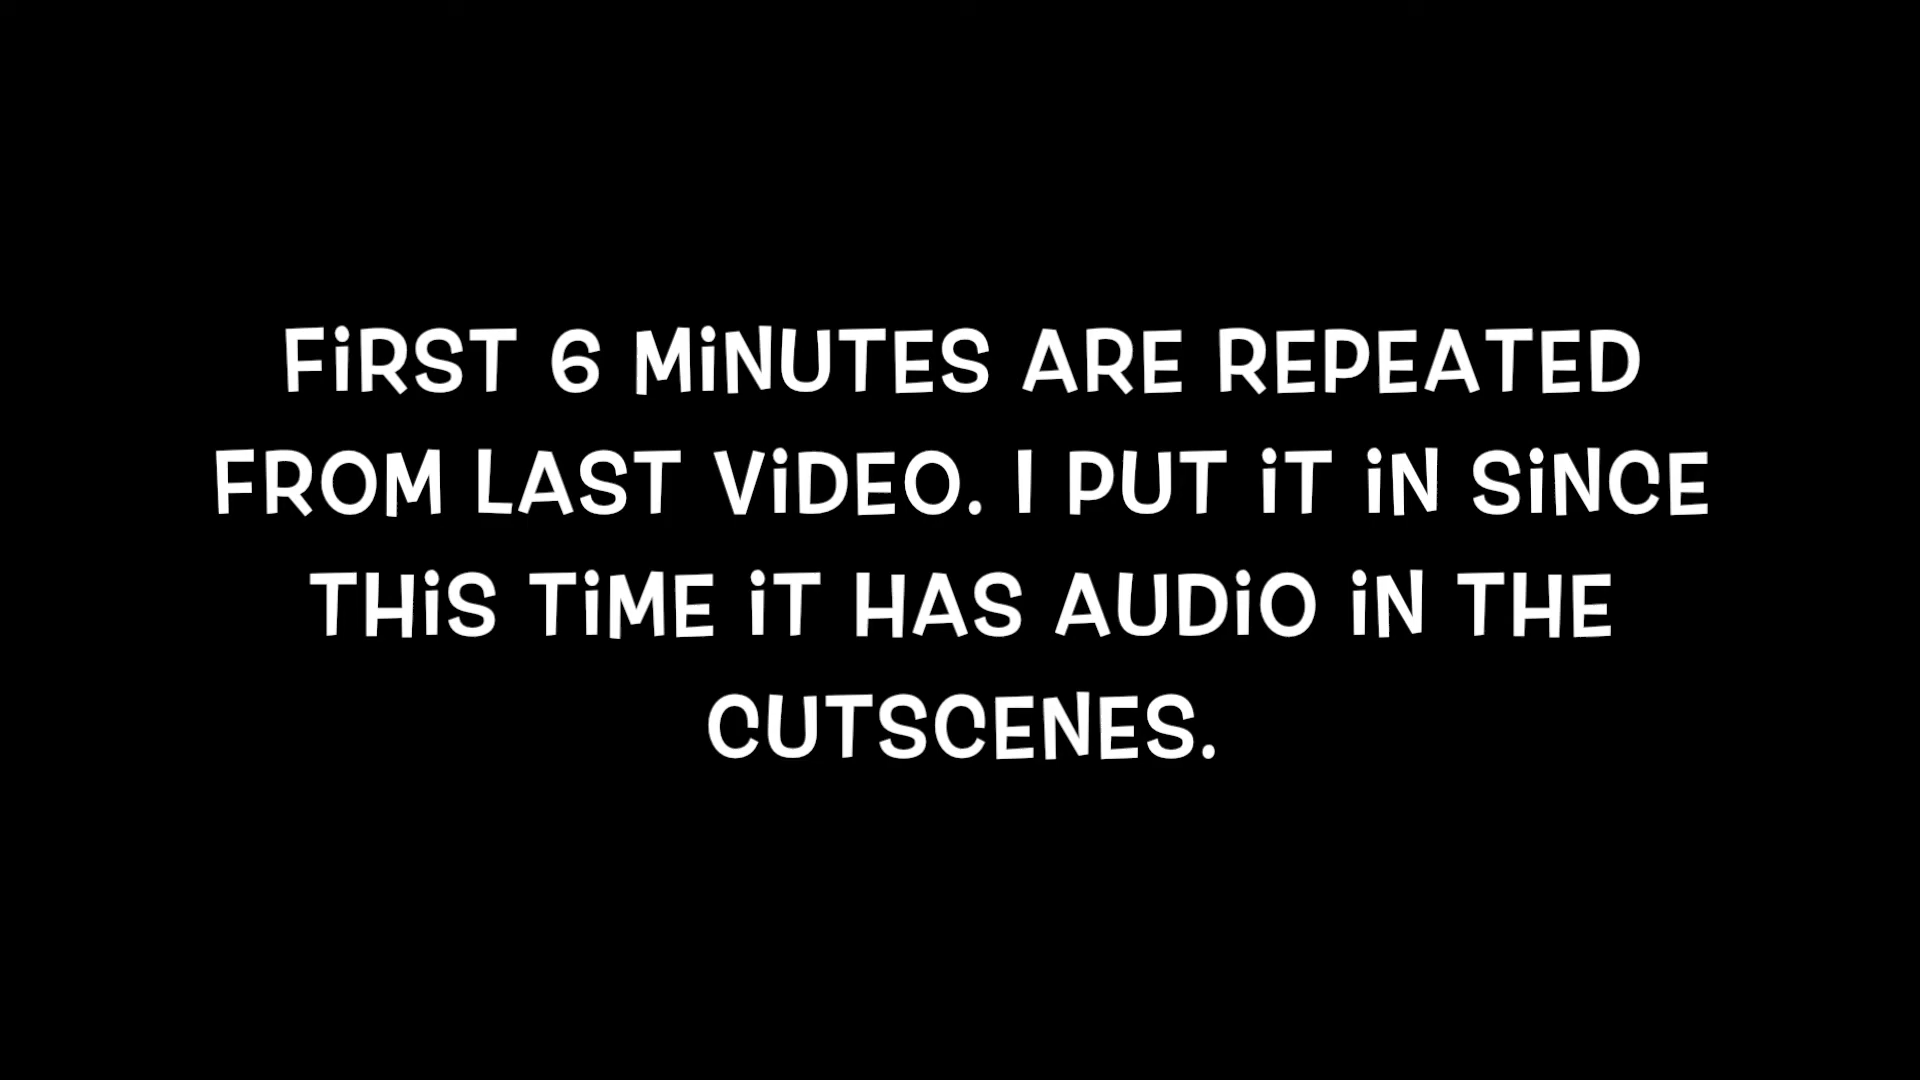 FiRST 6 MiNUTES ARE REPEATED
FROM LAST ViDEO. I PUT iT iN SiNCE
THiS TiME iT HAS AUDiO iN THE
CUTSCENES.